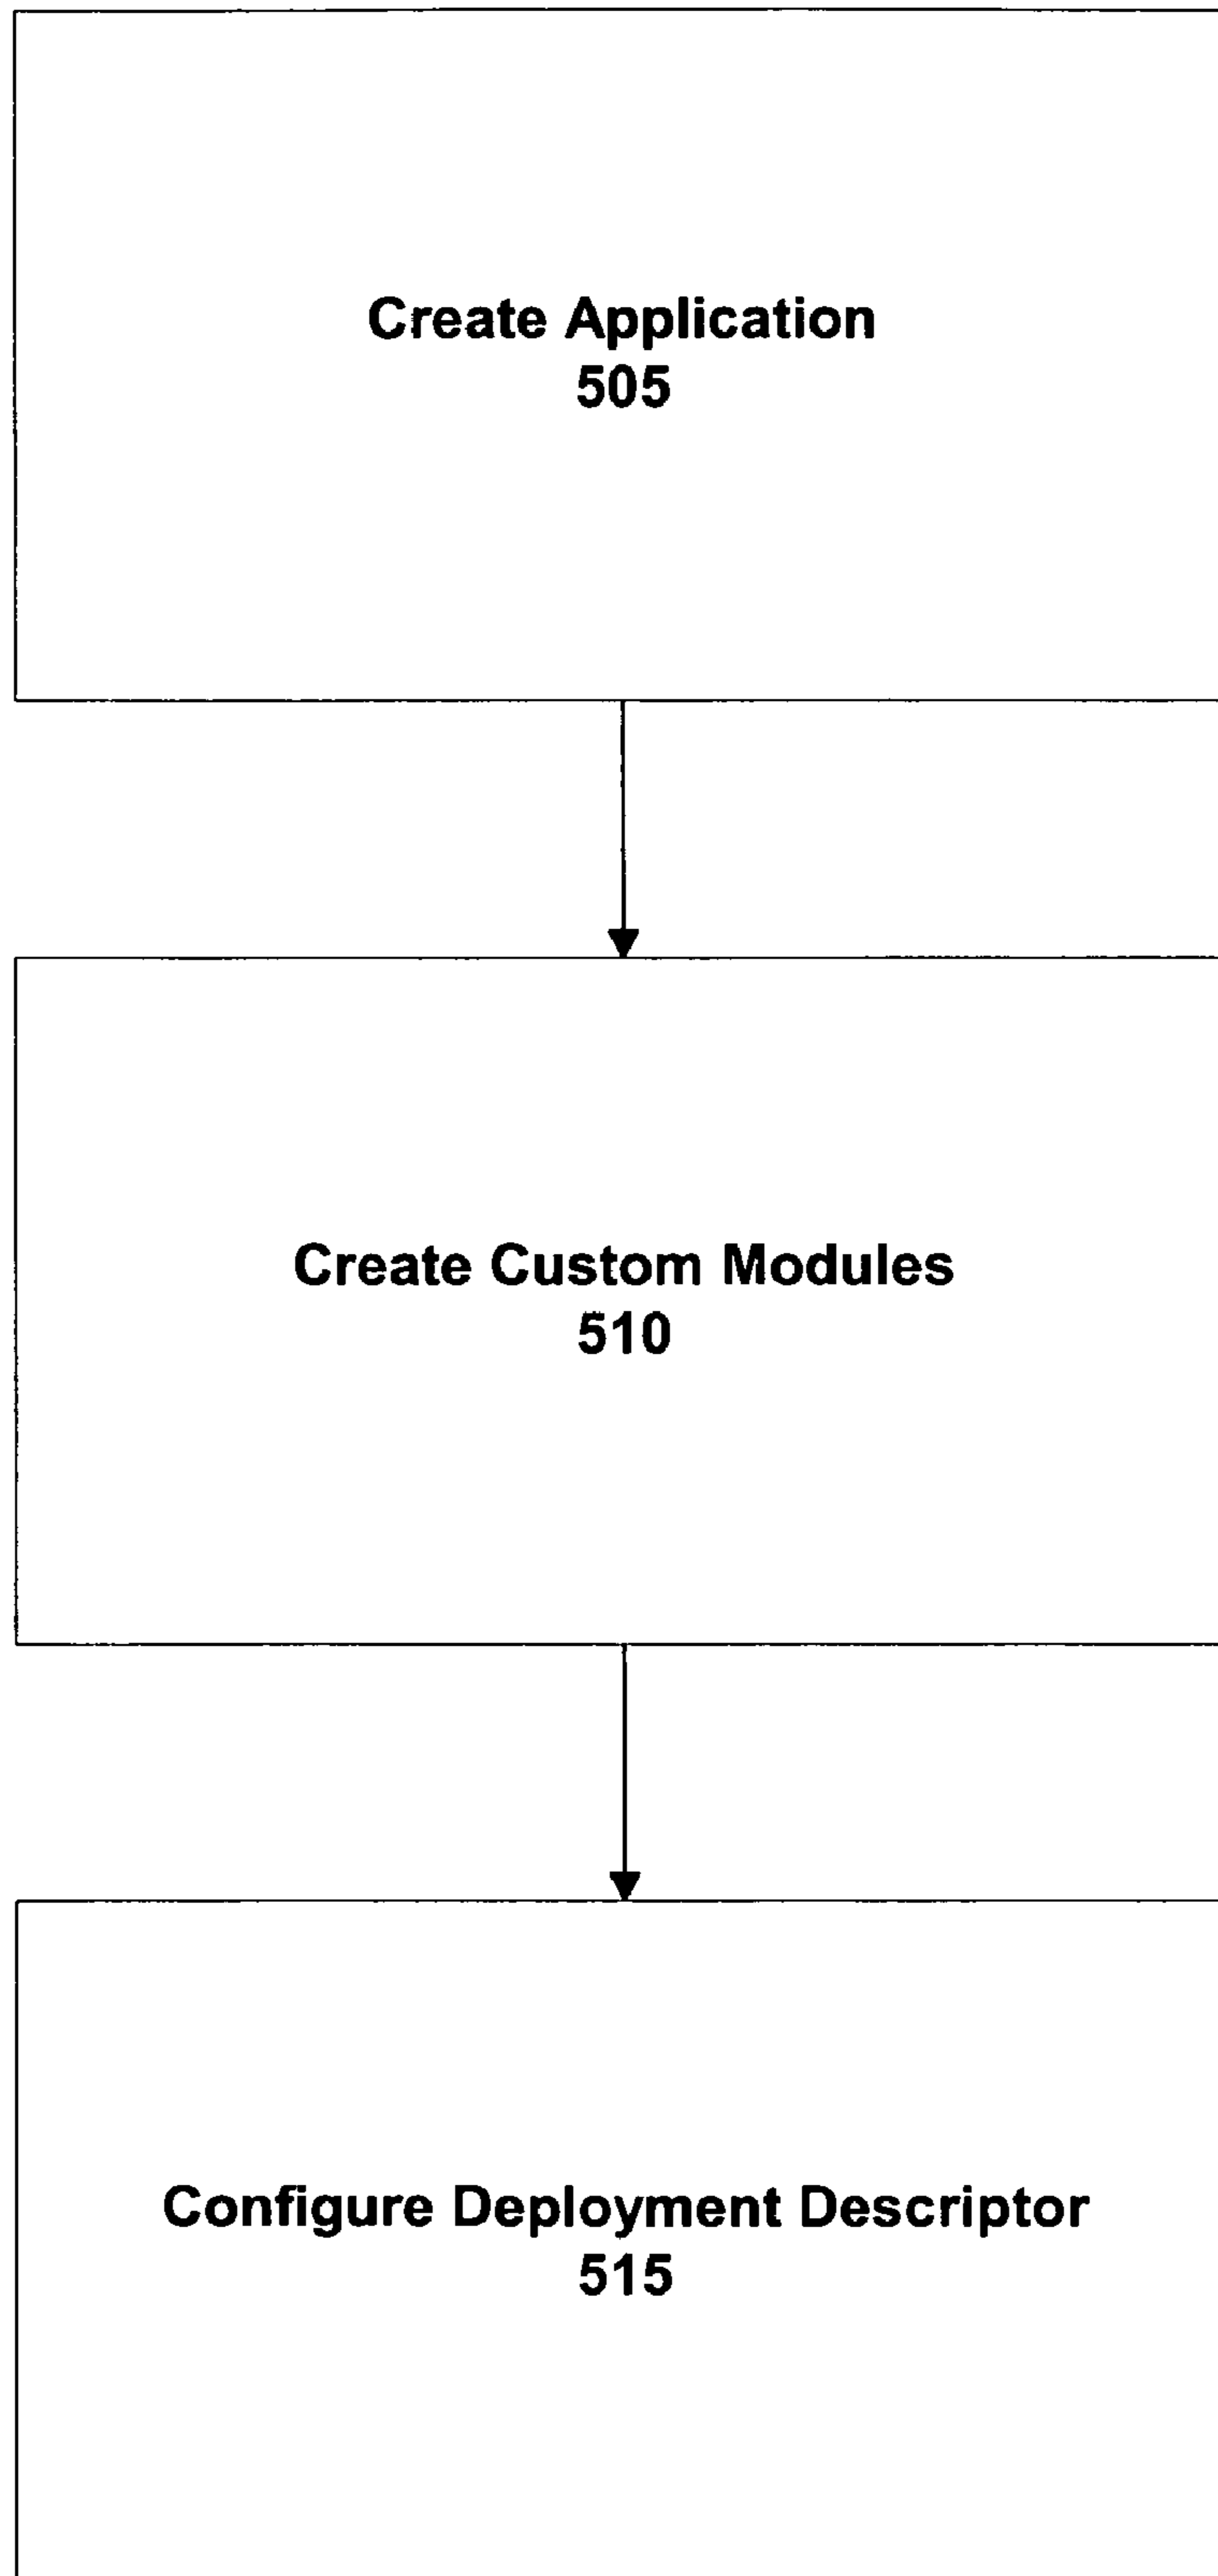 Create Application
505
Create Custom Modules
510
Configure Deployment Descriptor
515